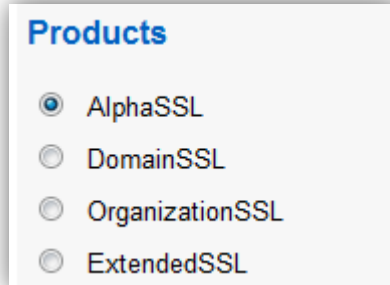 Products
AlphaSSL
DomainSSL
OrganizationSSL
ExtendedSSL